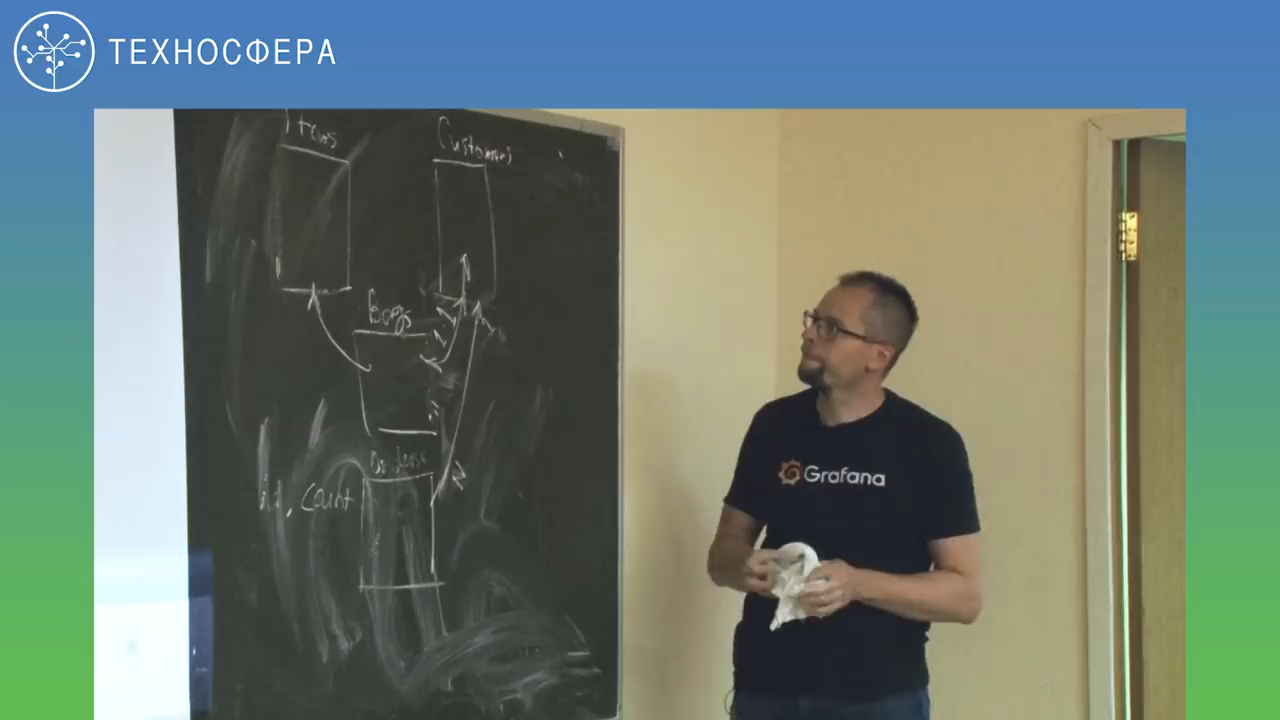 ТЕХНОСФЕРА
Items
Customers
Bags
Orders
id, count
Grafana